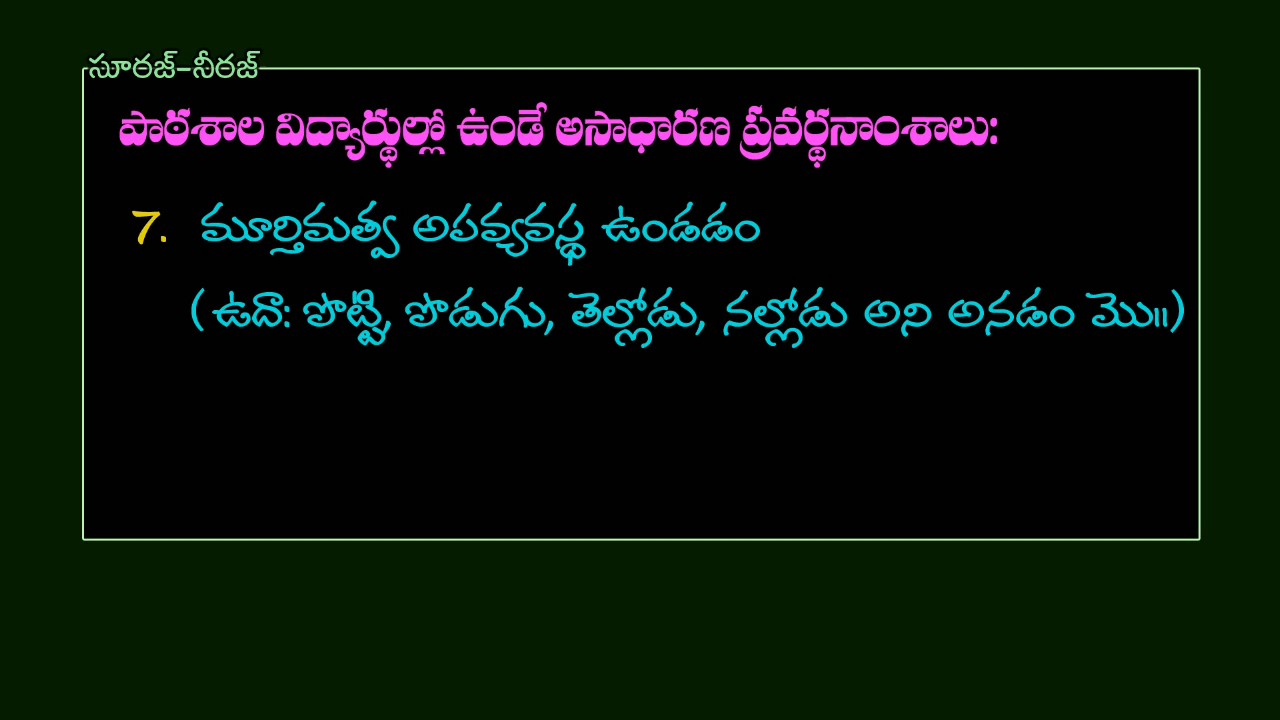 సూరజ్-నీరజ్
పాఠశాల విద్యార్థుల్లో ఉండే అసాధారణ ప్రవర్థనాంశాలు:
7. మూర్తిమత్వ అపవ్యవస్థ ఉండడం
(ఉదా: పొట్టి, పొడుగు, తెల్లోడు, నల్లోడు అని అనడం మొ॥)